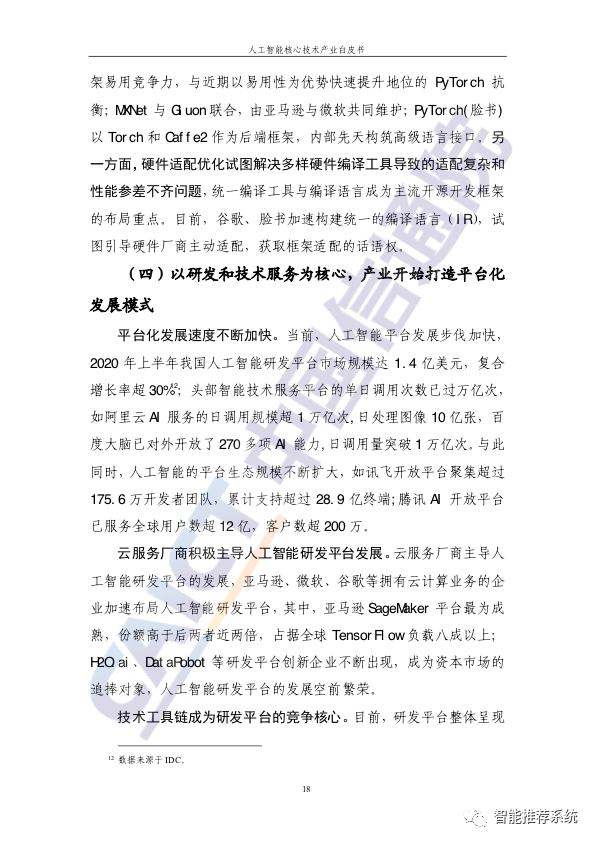 人工智能核心技术产业白皮书
架易用竞争力，与近期以易用性为优势快速提升地位的 PyTorch 抗
衡；MXNet 与 Gluon 联合，由亚马逊与微软共同维护；PyTorch(脸书)
以 Torch 和 Caffe2 作为后端框架，内部先天构筑高级语言接口。另
一方面，硬件适配优化试图解决多样硬件编译工具导致的适配复杂和
性能参差不齐问题，统一编译工具与编译语言成为主流开源开发框架
的布局重点。目前，谷歌、脸书加速构建统一的编译语言（IR），试
图引导硬件厂商主动适配，获取框架适配的话语权。
（四）以研发和技术服务为核心，产业开始打造平台化
发展模式
平台化发展速度不断加快。当前，人工智能平台发展步伐加快，
2020 年上半年我国人工智能研发平台市场规模达 1.4 亿美元，复合
增长率超 30%12；头部智能技术服务平台的单日调用次数已过万亿次，
如阿里云 AI 服务的日调用规模超 1 万亿次,日处理图像 10 亿张，百
度大脑已对外开放了 270 多项 AI 能力,日调用量突破 1 万亿次。与此
同时，人工智能的平台生态规模不断扩大，如讯飞开放平台聚集超过
175.6 万开发者团队，累计支持超过 28.9 亿终端;腾讯 AI 开放平台
已服务全球用户数超 12 亿，客户数超 200 万。
云服务厂商积极主导人工智能研发平台发展。云服务厂商主导人
工智能研发平台的发展，亚马逊、微软、谷歌等拥有云计算业务的企
业加速布局人工智能研发平台，其中，亚马逊 SageMaker 平台最为成
熟，份额高于后两者近两倍，占据全球 TensorFlow 负载八成以上；
H2O ai 、DataRobot 等研发平台创新企业不断出现，成为资本市场的
追捧对象，人工智能研发平台的发展空前繁荣。
技术工具链成为研发平台的竞争核心。目前，研发平台整体呈现
12 数据来源于 IDC。
18
CAICT 中国信通院
智能推荐系统